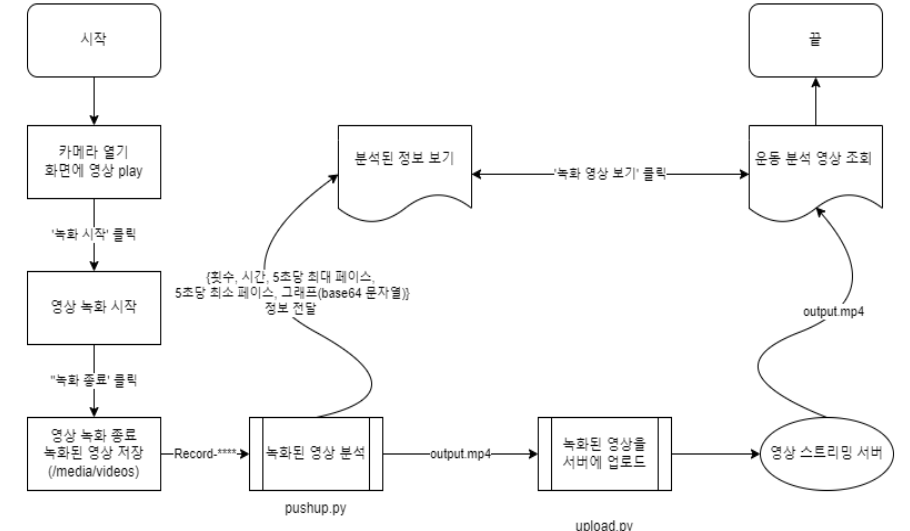 시작
끝
카메라 열기
화면에 영상 play
분석된 정보 보기
'녹화 영상 보기' 클릭
운동 분석 영상 조회
'녹화 시작' 클릭
{횟수, 시간, 5초당 최대 페이스,
5초당 최소 페이스, 그래프(base64 문자열)}
정보 전달
영상 녹화 시작
output.mp4
"녹화 종료' 클릭
영상 녹화 종료
녹화된 영상 저장
(/media/videos)
Record-****-
녹화된 영상 분석
output.mp4
녹화된 영상을
서버에 업로드
영상 스트리밍 서버
pushup.py
upload.py